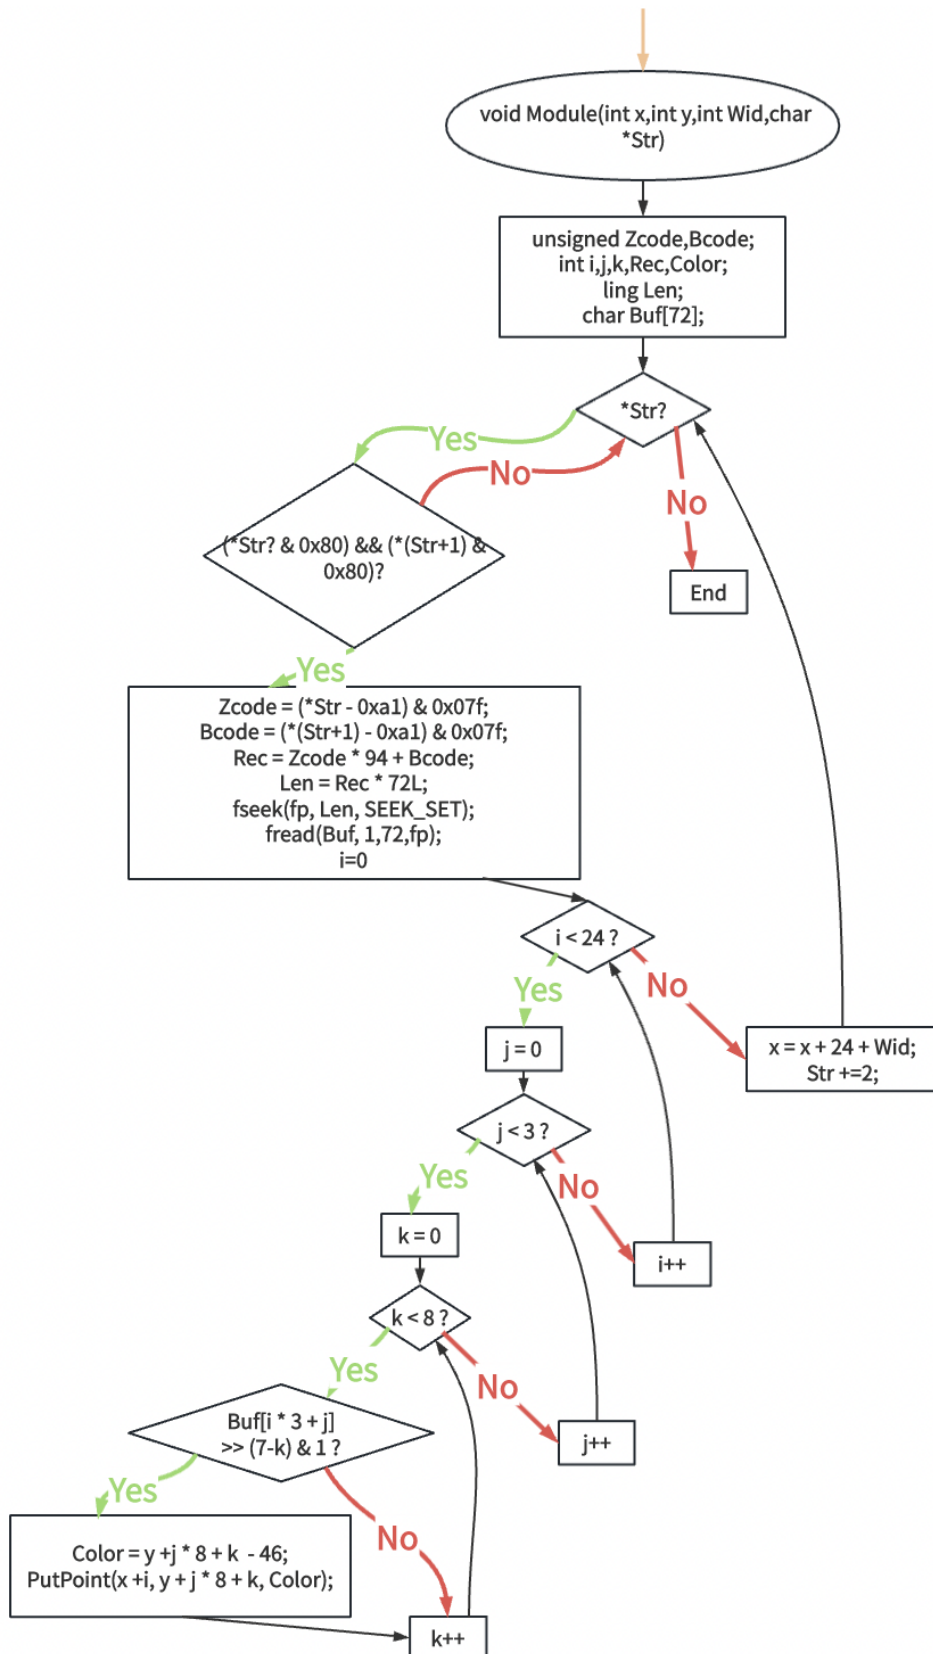 void Module(int x,int y,int Wid,char
*Str)
unsigned Zcode,Bcode;
int i,j,k,Rec,Color;
ling Len;
char Buf[72];
*Str?
Yes
No
No
(*Str? & 0x80) && (*(Str+1) &
0x80)?
End
Yes
Zcode = (*Str - 0xa1) & 0x07f;
Bcode = (*(Str+1) - 0xa1) & 0x07f;
Rec = Zcode * 94 + Bcode;
Len = Rec * 72L;
fseek(fp, Len, SEEK_SET);
fread(Buf, 1,72,fp);
i=0
i < 24 ?
Yes
No
j = 0
x = x + 24 + Wid;
Str +=2;
j < 3 ?
Yes
No
k = 0
i++
k < 8 ?
Yes
No
Buf[i * 3 + j]
>> (7-k) & 1 ?
j++
Yes
No
Color = y +j * 8 + k - 46;
PutPoint(x +i, y + j * 8 + k, Color);
k++